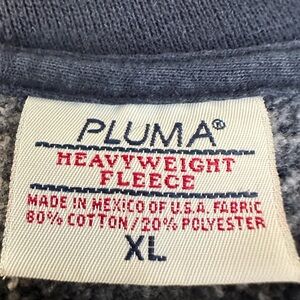 PLUMA®
HEAVYWEIGHT
FLEECE
MADE IN MEXICO OF U.S.A. FABRIC
80% COTTON/20% POLYESTER
XL